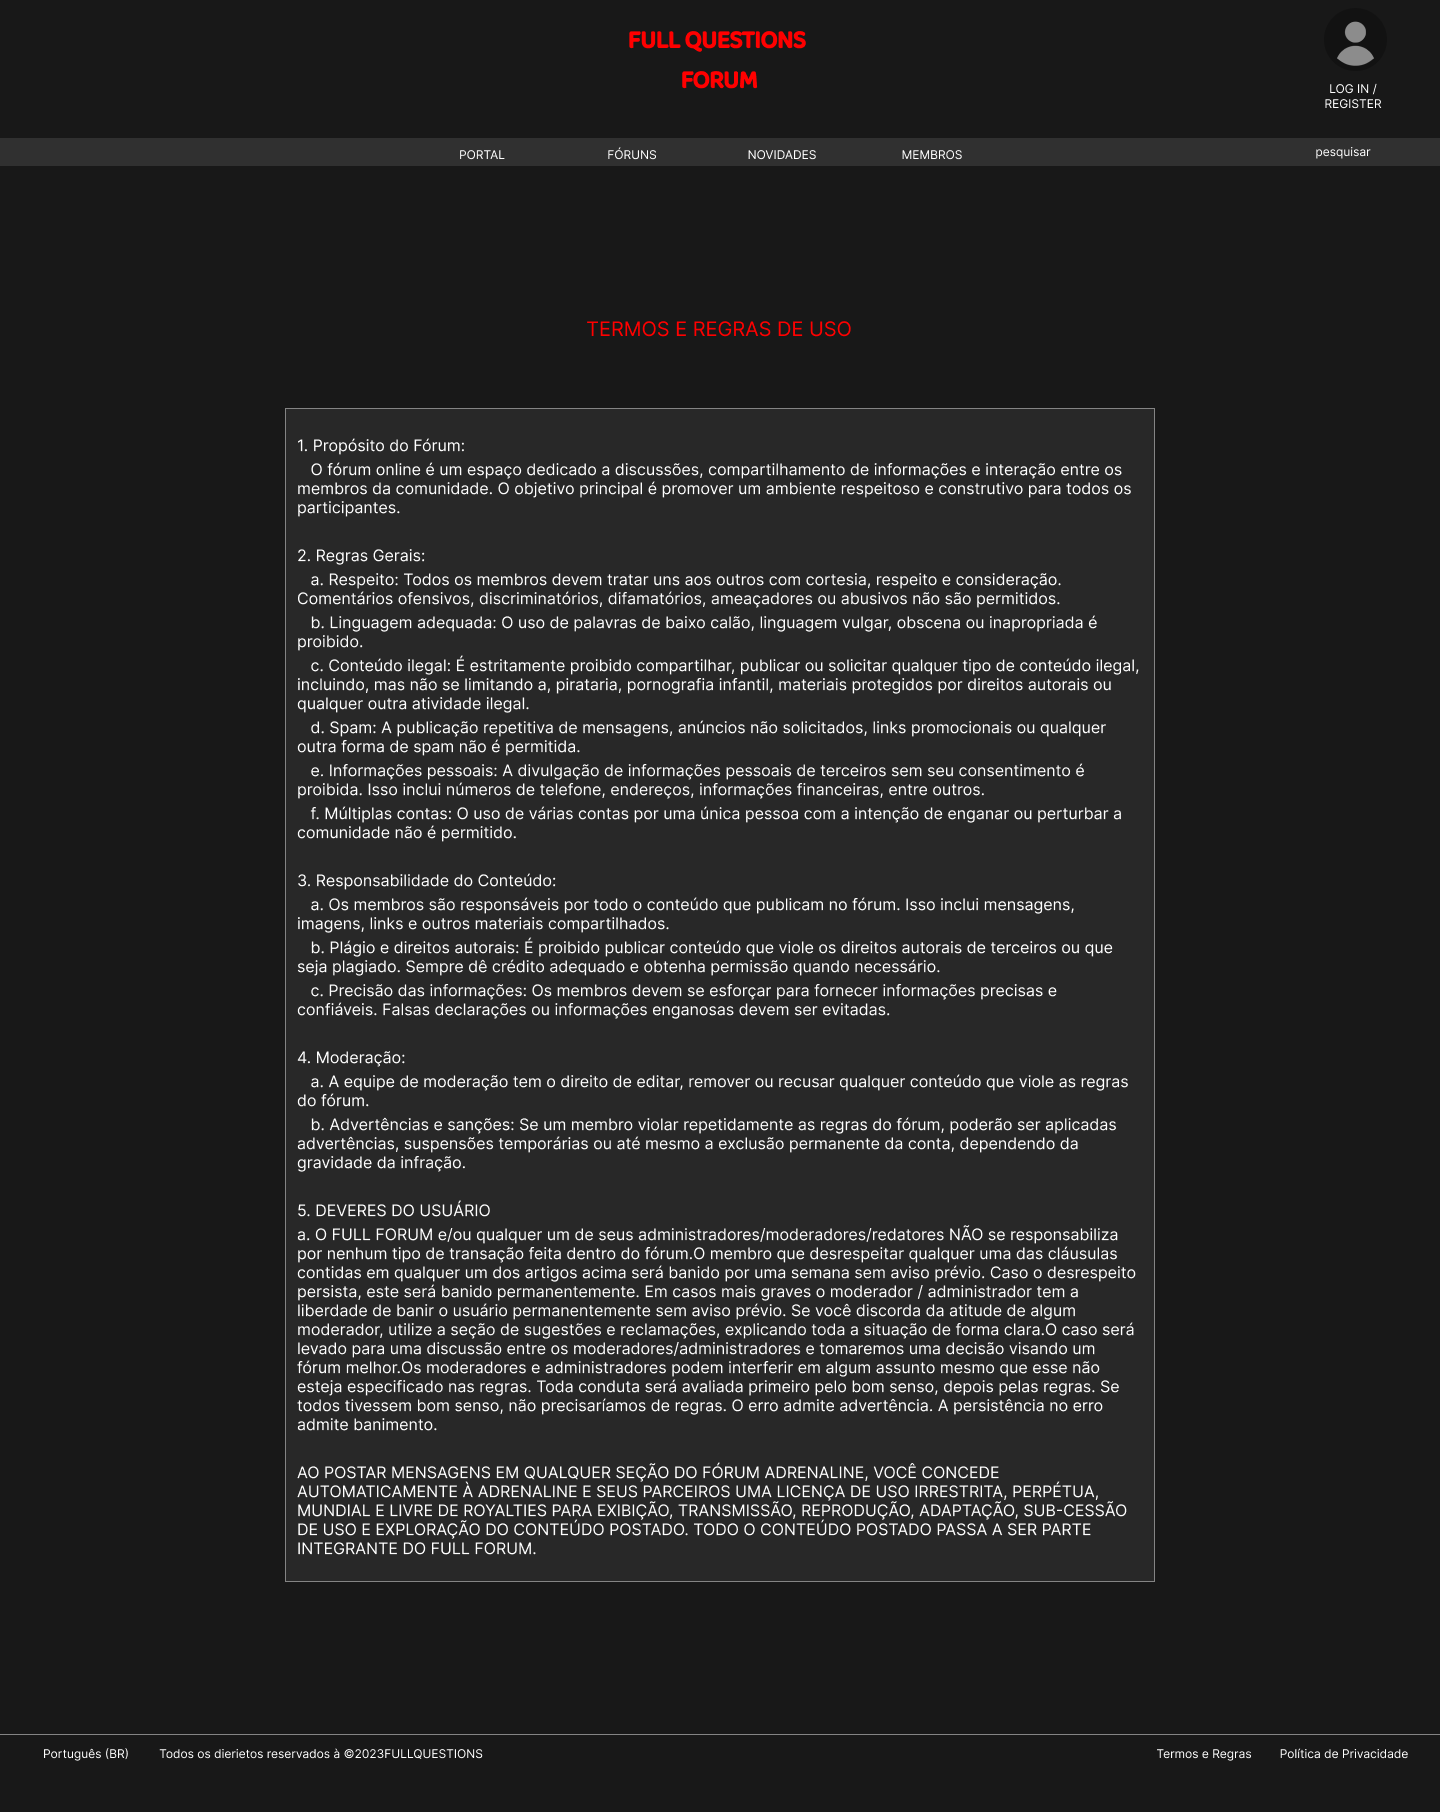 FULL QUESTIONS
FORUM
LOG IN /
REGISTER
PORTAL
FÓRUNS
NOVIDADES
MEMBROS
pesquisar
TERMOS E REGRAS DE USO
1. Propósito do Fórum:
O fórum online é um espaço dedicado a discussões, compartilhamento de informações e interação entre os
membros da comunidade. O objetivo principal é promover um ambiente respeitoso e construtivo para todos os
participantes.
2. Regras Gerais:
a. Respeito: Todos os membros devem tratar uns aos outros com cortesia, respeito e consideração.
Comentários ofensivos, discriminatórios, difamatórios, ameaçadores ou abusivos não são permitidos.
b. Linguagem adequada: O uso de palavras de baixo calão, linguagem vulgar, obscena ou inapropriada é
proibido.
c. Conteúdo ilegal: É estritamente proibido compartilhar, publicar ou solicitar qualquer tipo de conteúdo ilegal,
incluindo, mas não se limitando a, pirataria, pornografia infantil, materiais protegidos por direitos autorais ou
qualquer outra atividade ilegal.
d. Spam: A publicação repetitiva de mensagens, anúncios não solicitados, links promocionais ou qualquer
outra forma de spam não é permitida.
e. Informações pessoais: A divulgação de informações pessoais de terceiros sem seu consentimento é
proibida. Isso inclui números de telefone, endereços, informações financeiras, entre outros.
f. Múltiplas contas: O uso de várias contas por uma única pessoa com a intenção de enganar ou perturbar a
comunidade não é permitido.
3. Responsabilidade do Conteúdo:
a. Os membros são responsáveis por todo o conteúdo que publicam no fórum. Isso inclui mensagens,
imagens, links e outros materiais compartilhados.
b. Plágio e direitos autorais: É proibido publicar conteúdo que viole os direitos autorais de terceiros ou que
seja plagiado. Sempre dê crédito adequado e obtenha permissão quando necessário.
c. Precisão das informações: Os membros devem se esforçar para fornecer informações precisas e
confiáveis. Falsas declarações ou informações enganosas devem ser evitadas.
4. Moderação:
a. A equipe de moderação tem o direito de editar, remover ou recusar qualquer conteúdo que viole as regras
do fórum.
b. Advertências e sanções: Se um membro violar repetidamente as regras do fórum, poderão ser aplicadas
advertências, suspensões temporárias ou até mesmo a exclusão permanente da conta, dependendo da
gravidade da infração.
5. DEVERES DO USUÁRIO
a. O FULL FORUM e/ou qualquer um de seus administradores/moderadores/redatores NÃO se responsabiliza
por nenhum tipo de transação feita dentro do fórum.O membro que desrespeitar qualquer uma das cláusulas
contidas em qualquer um dos artigos acima será banido por uma semana sem aviso prévio. Caso o desrespeito
persista, este será banido permanentemente. Em casos mais graves o moderador / administrador tem a
liberdade de banir o usuário permanentemente sem aviso prévio. Se você discorda da atitude de algum
moderador, utilize a seção de sugestões e reclamações, explicando toda a situação de forma clara.O caso será
levado para uma discussão entre os moderadores/administradores e tomaremos uma decisão visando um
fórum melhor.Os moderadores e administradores podem interferir em algum assunto mesmo que esse não
esteja especificado nas regras. Toda conduta será avaliada primeiro pelo bom senso, depois pelas regras. Se
todos tivessem bom senso, não precisaríamos de regras. O erro admite advertência. A persistência no erro
admite banimento.
AO POSTAR MENSAGENS EM QUALQUER SEÇÃO DO FÓRUM ADRENALINE, VOCÊ CONCEDE
AUTOMATICAMENTE À ADRENALINE E SEUS PARCEIROS UMA LICENÇA DE USO IRRESTRITA, PERPÉTUA,
MUNDIAL E LIVRE DE ROYALTIES PARA EXIBIÇÃO, TRANSMISSÃO, REPRODUÇÃO, ADAPTAÇÃO, SUB-CESSÃO
DE USO E EXPLORAÇÃO DO CONTEÚDO POSTADO. TODO O CONTEÚDO POSTADO PASSA A SER PARTE
INTEGRANTE DO FULL FORUM.
Português (BR)
Todos os dierietos reservados à ©2023FULLQUESTIONS
Termos e Regras
Política de Privacidade